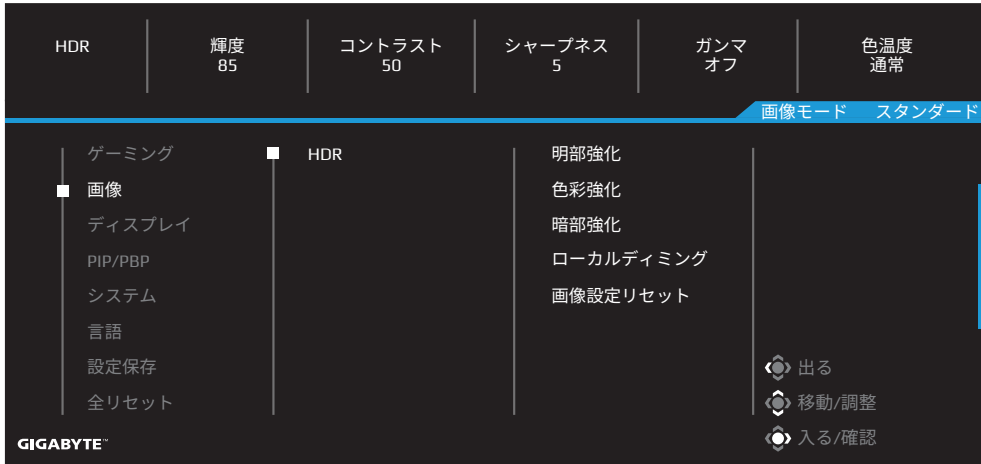 HDR
輝度
85
コントラスト
50
シャープネス
5
ガンマ
オフ
色温度
通常
画像モード スタンダード
ゲーミング
画像
ディスプレイ
PIP/PBP
システム
言語
設定保存
全リセット
HDR
明部強化
色彩強化
暗部強化
ローカルディミング
画像設定リセット
出る
移動/調整
入る/確認
GIGABYTE™